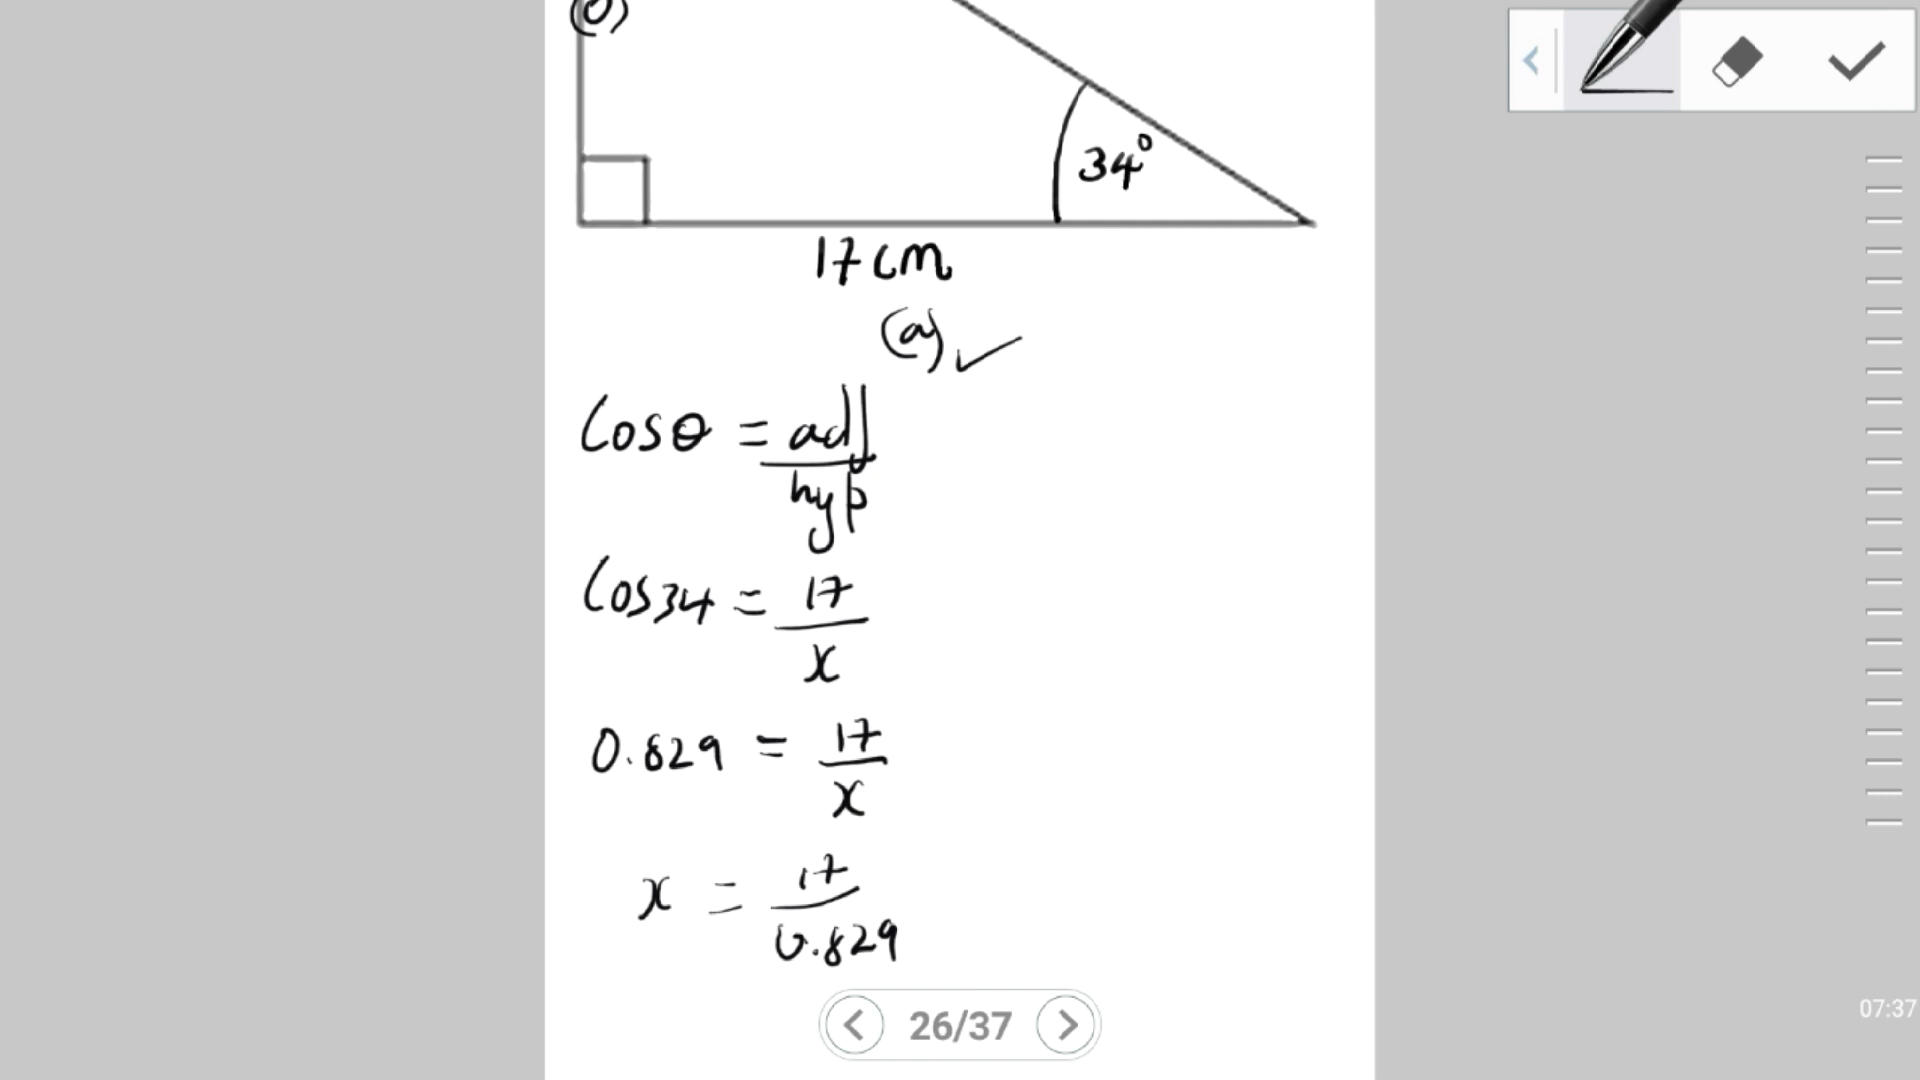 (o)
34°
17cm
(a)
Cosθ = adj
hyp
Cos34 = 17
x
0.829 = 17
x
x = 17
0.829
26/37
07:37